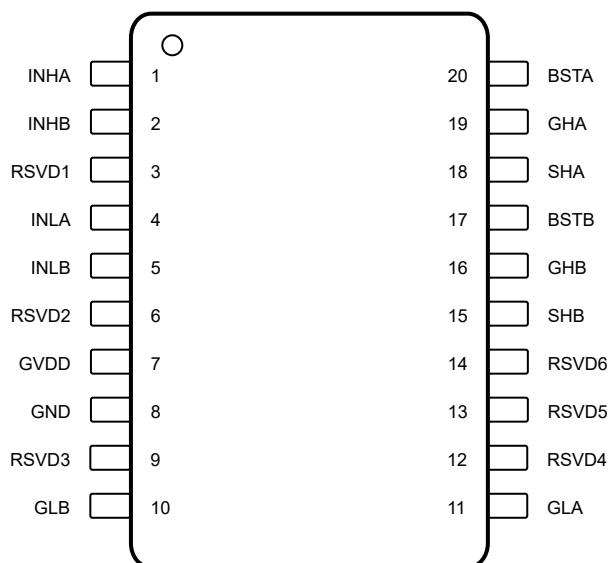 INHA 1 20 BSTA
INHB 2 19 GHA
RSVD1 3 18 SHA
INLA 4 17 BSTB
INLB 5 16 GHB
RSVD2 6 15 SHB
GVDD 7 14 RSVD6
GND 8 13 RSVD5
RSVD3 9 12 RSVD4
GLB 10 11 GLA